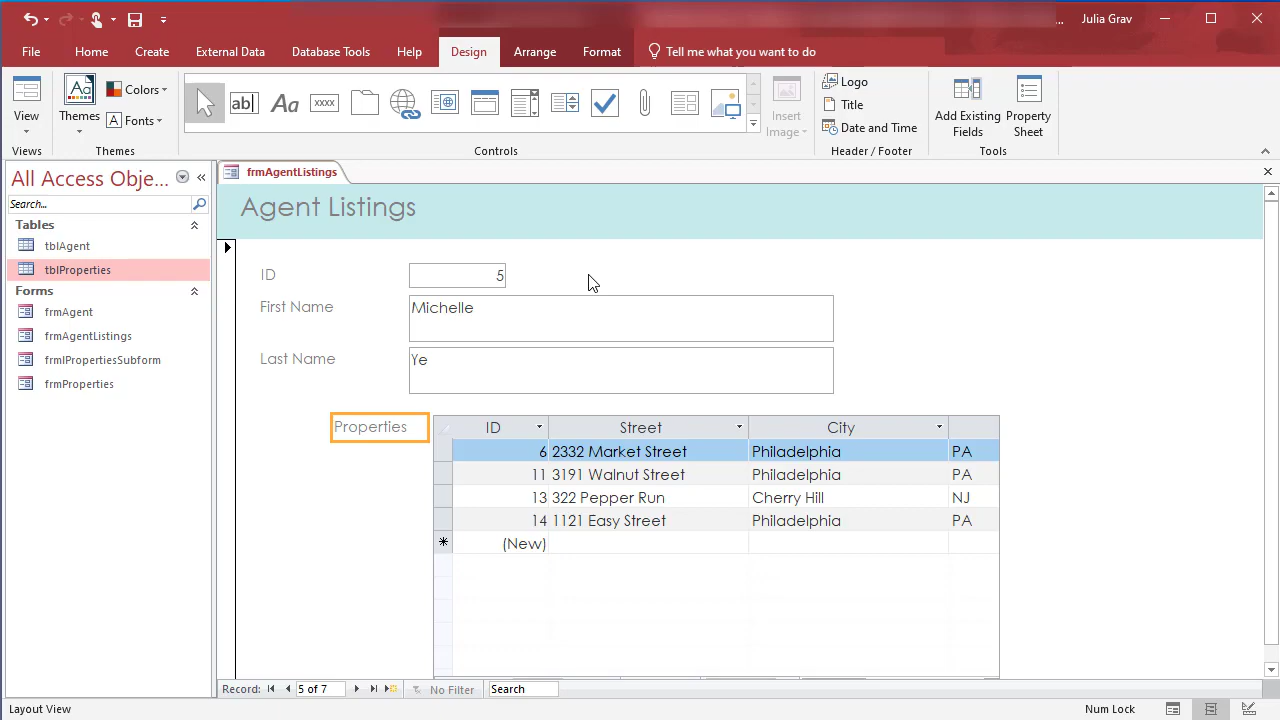 ... Julia Grav
File Home Create External Data Database Tools Help Design Arrange Format Tell me what you want to do
View
Views
Aa
Themes
Colors
Fonts
Themes
ab
Aa
xxxx
Controls
Insert
Image
Logo
Title
Date and Time
Header / Footer
Add Existing
Fields
Property
Sheet
Tools
All Access Obje...
Search...
Tables
tblAgent
tblProperties
Forms
frmAgent
frmAgentListings
frmlPropertiesSubform
frmProperties
frmAgentListings
Agent Listings
ID 5
First Name Michelle
Last Name Ye
Properties
ID Street City
6 2332 Market Street Philadelphia PA
11 3191 Walnut Street Philadelphia PA
13 322 Pepper Run Cherry Hill NJ
14 1121 Easy Street Philadelphia PA
(New)
Record: 5 of 7 No Filter Search
Layout View Num Lock